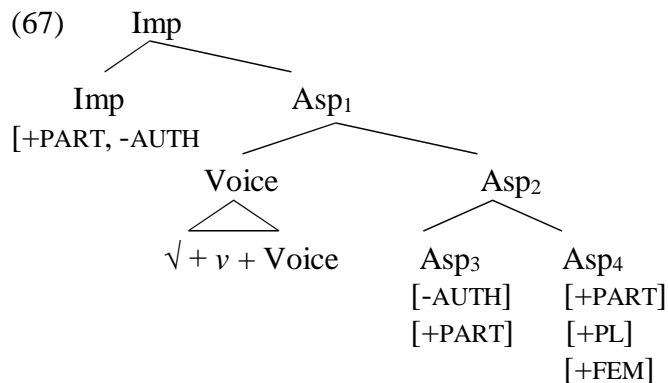 (67) Imp
Imp Asp₁
[+PART, -AUTH
Voice Asp₂
√ + v + Voice Asp₃ Asp₄
[-AUTH] [+PART]
[+PART] [+PL]
[+FEM]